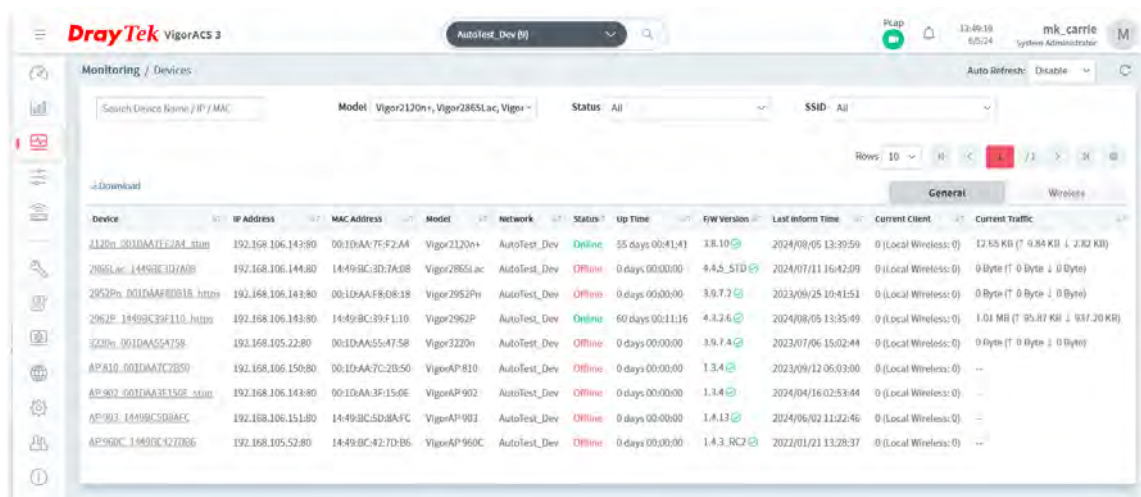 DrayTek VigorACS 3
AutoTest_Dev (9)
PCap
13:49:19
6/5/24
mk_carrie
System Administrator
M
Monitoring / Devices
Auto Refresh: Disable
Search Device Name / IP / MAC
Model Vigor2120n+, Vigor2865Lac, Vigor
Status All
SSID All
Rows 10
1 / 1
Download
General Wireless
Device IP Address MAC Address Model Network Status Up Time F/W Version Last Inform Time Current Client Current Traffic
2120n_001DAA7FF2A4_stun 192.168.106.143:80 00:1D:AA:7F:F2:A4 Vigor2120n+ AutoTest_Dev Online 55 days 00:41:41 3.8.10 2024/08/05 13:39:59 0 (Local Wireless: 0) 12.65 KB (↑ 9.84 KB ↓ 2.82 KB)
2865Lac_1449BC3D7A08 192.168.106.144:80 14:49:BC:3D:7A:08 Vigor2865Lac AutoTest_Dev Offline 0 days 00:00:00 4.4.5_STD 2024/07/11 16:42:09 0 (Local Wireless: 0) 0 Byte (↑ 0 Byte ↓ 0 Byte)
2952Pn_001DAAF80818_https 192.168.106.143:80 00:1D:AA:F8:08:18 Vigor2952Pn AutoTest_Dev Offline 0 days 00:00:00 3.9.7.2 2023/09/25 10:41:51 0 (Local Wireless: 0) 0 Byte (↑ 0 Byte ↓ 0 Byte)
2962P_1449BC39F110_https 192.168.106.143:80 14:49:BC:39:F1:10 Vigor2962P AutoTest_Dev Online 60 days 00:11:16 4.3.2.6 2024/08/05 13:35:49 0 (Local Wireless: 0) 1.01 MB (↑ 95.87 KB ↓ 937.20 KB)
3220n_001DAA554758 192.168.105.22:80 00:1D:AA:55:47:58 Vigor3220n AutoTest_Dev Offline 0 days 00:00:00 3.9.7.4 2023/07/06 15:02:44 0 (Local Wireless: 0) 0 Byte (↑ 0 Byte ↓ 0 Byte)
AP810_001DAA7C2B50 192.168.106.150:80 00:1D:AA:7C:2B:50 VigorAP 810 AutoTest_Dev Offline 0 days 00:00:00 1.3.4 2023/09/12 06:03:00 0 (Local Wireless: 0) --
AP902_001DAA3F150E_stun 192.168.106.143:80 00:1D:AA:3F:15:0E VigorAP 902 AutoTest_Dev Offline 0 days 00:00:00 1.3.4 2024/04/16 02:53:44 0 (Local Wireless: 0) --
AP903_1449BC5D8AFC 192.168.106.151:80 14:49:BC:5D:8A:FC VigorAP 903 AutoTest_Dev Offline 0 days 00:00:00 1.4.13 2024/06/02 11:22:46 0 (Local Wireless: 0) --
AP960C_1449BC427DB6 192.168.105.52:80 14:49:BC:42:7D:B6 VigorAP 960C AutoTest_Dev Offline 0 days 00:00:00 1.4.3_RC2 2022/01/21 13:28:37 0 (Local Wireless: 0) --